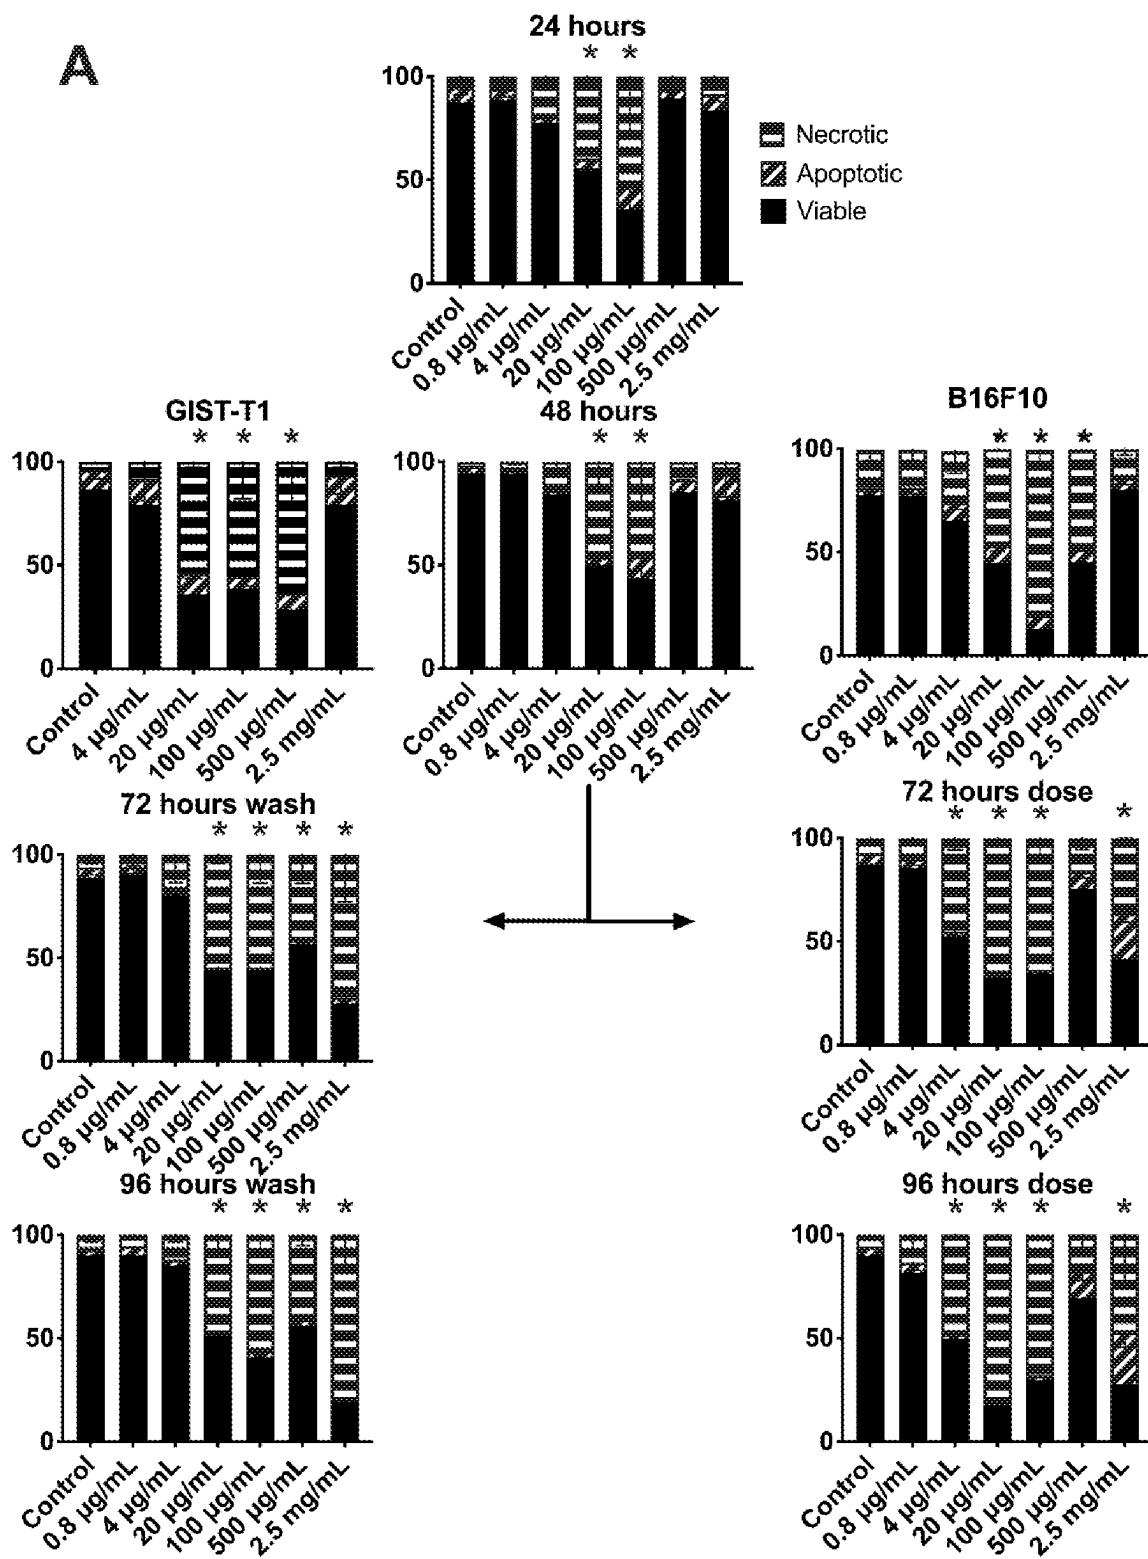 A
24 hours
* *
100
50
0
Necrotic
Apoptotic
Viable
Control
0.8 µg/mL
4 µg/mL
20 µg/mL
100 µg/mL
500 µg/mL
2.5 mg/mL
GIST-T1
* * *
100
50
0
Control
4 µg/mL
20 µg/mL
100 µg/mL
500 µg/mL
2.5 mg/mL
48 hours
* *
100
50
0
Control
0.8 µg/mL
4 µg/mL
20 µg/mL
100 µg/mL
500 µg/mL
2.5 mg/mL
B16F10
* * *
100
50
0
Control
0.8 µg/mL
4 µg/mL
20 µg/mL
100 µg/mL
500 µg/mL
2.5 mg/mL
72 hours wash
* * * *
100
50
0
Control
0.8 µg/mL
4 µg/mL
20 µg/mL
100 µg/mL
500 µg/mL
2.5 mg/mL
72 hours dose
* * * *
100
50
0
Control
0.8 µg/mL
4 µg/mL
20 µg/mL
100 µg/mL
500 µg/mL
2.5 mg/mL
96 hours wash
* * * *
100
50
0
Control
0.8 µg/mL
4 µg/mL
20 µg/mL
100 µg/mL
500 µg/mL
2.5 mg/mL
96 hours dose
* * * *
100
50
0
Control
0.8 µg/mL
4 µg/mL
20 µg/mL
100 µg/mL
500 µg/mL
2.5 mg/mL